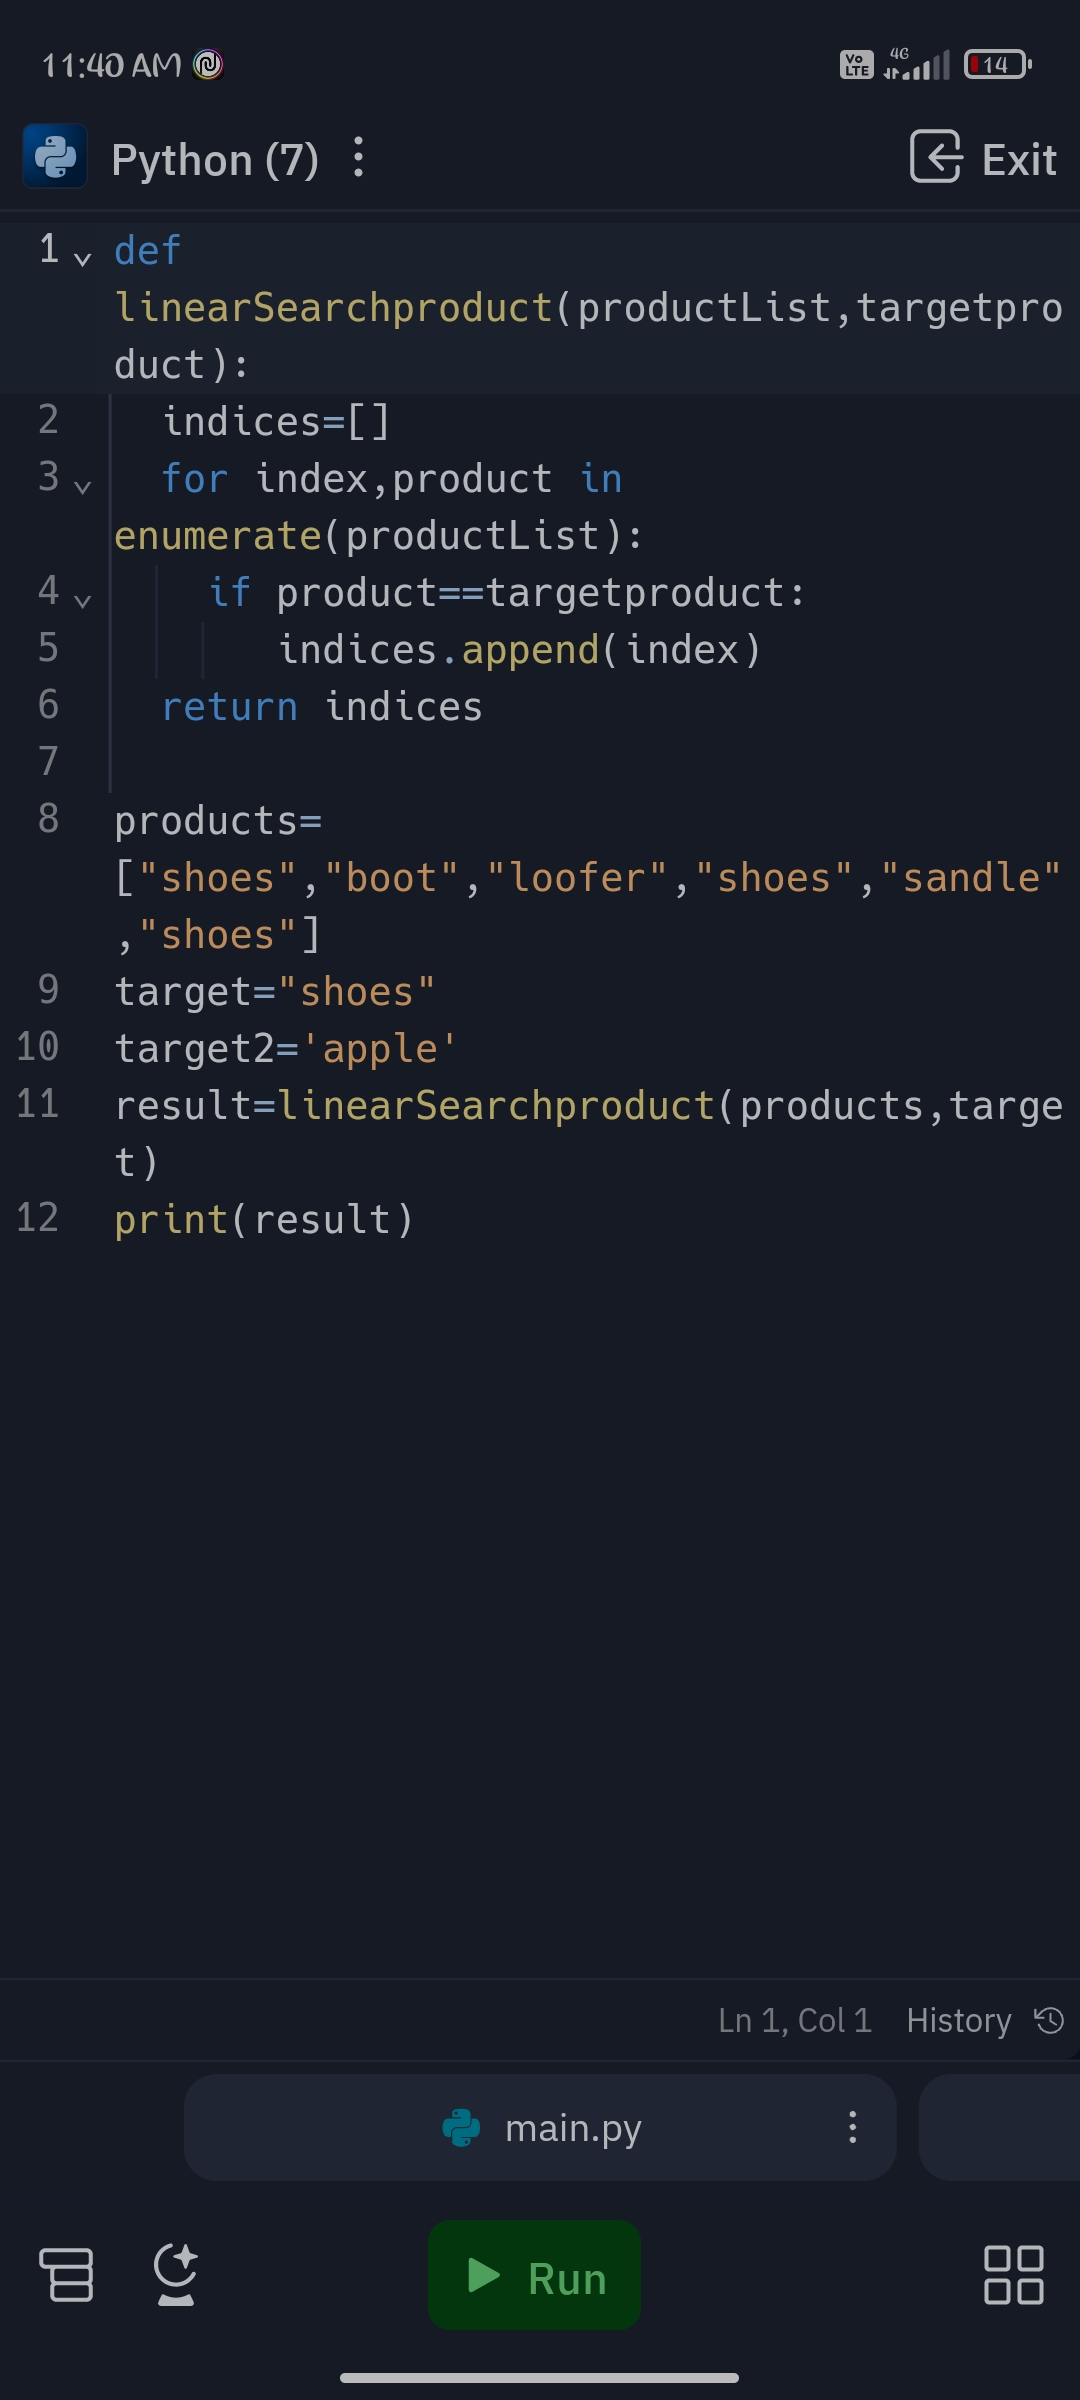 11:40 AM Vo LTE 4G 14
Python (7) Exit
1 def
linearSearchproduct(productList,targetpro
duct):
2 indices=[]
3 for index,product in
enumerate(productList):
4 if product==targetproduct:
5 indices.append(index)
6 return indices
7
8 products=
["shoes","boot","loofer","shoes","sandle"
,"shoes"]
9 target="shoes"
10 target2='apple'
11 result=linearSearchproduct(products,targe
t)
12 print(result)
Ln 1, Col 1 History
main.py
Run